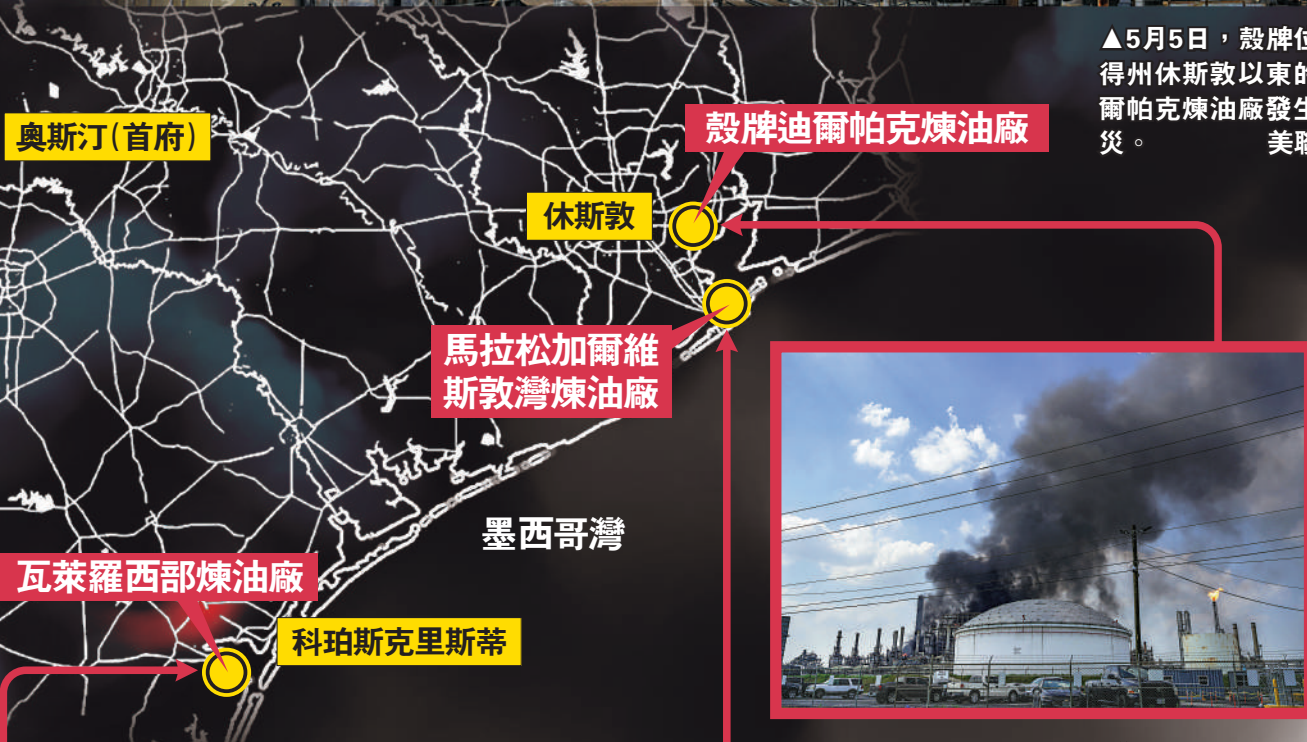 ▲5月5日，殼牌位
得州休斯敦以東的
爾帕克煉油廠發生
災。 美聯
奧斯汀(首府)
殼牌迪爾帕克煉油廠
休斯敦
馬拉松加爾維
斯敦灣煉油廠
墨西哥灣
瓦萊羅西部煉油廠
科珀斯克里斯蒂